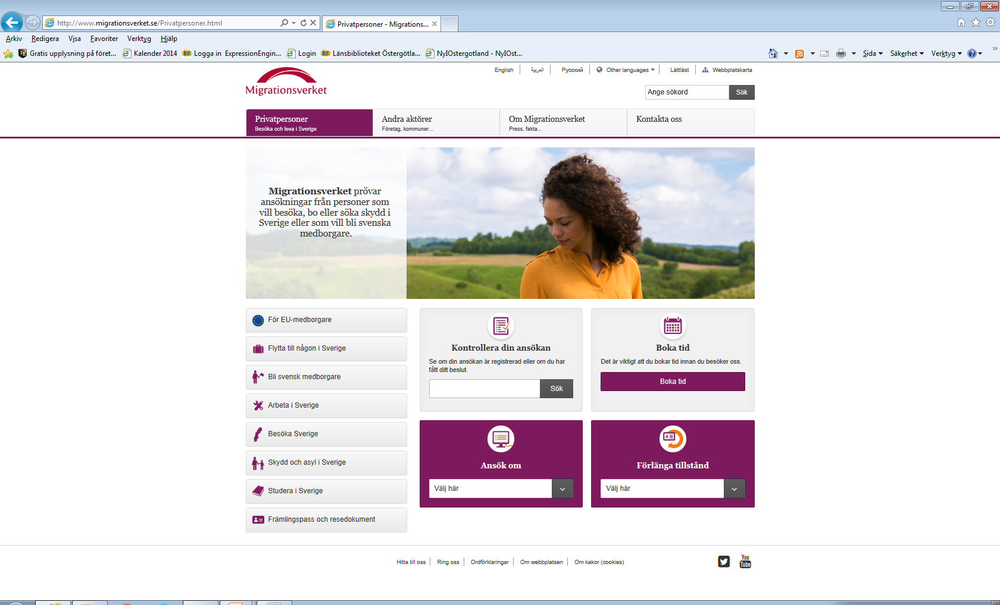 http://www.migrationsverket.se/Privatpersoner.html
Privatpersoner - Migrations...
Arkiv Redigera Visa Favoriter Verktyg Hjälp
Gratis upplysning på föret... Kalender 2014 Logga in ExpressionEngin... Login Länsbiblioteket Östergötla... NyIOstergotland - NyIOst...
Sida Säkerhet Verktyg
English العربية Русский Other languages Lättläst Webbplatskarta
Migrationsverket
Ange sökord Sök
Privatpersoner Andra aktörer Om Migrationsverket Kontakta oss
Besöka och leva i Sverige Företag, kommuner... Press, fakta...
Migrationsverket prövar
ansökningar från personer som
vill besöka, bo eller söka skydd i
Sverige eller som vill bli svenska
medborgare.
För EU-medborgare
Flytta till någon i Sverige
Bli svensk medborgare
Arbeta i Sverige
Besöka Sverige
Skydd och asyl i Sverige
Studera i Sverige
Främlingspass och resedokument
Kontrollera din ansökan
Se om din ansökan är registrerad eller om du har
fått ditt beslut.
Sök
Boka tid
Det är viktigt att du bokar tid innan du besöker oss.
Boka tid
Ansök om
Välj här
Förlänga tillstånd
Välj här
Hitta till oss Ring oss Ordförklaringar Om webbplatsen Om kakor (cookies)
You
Tube